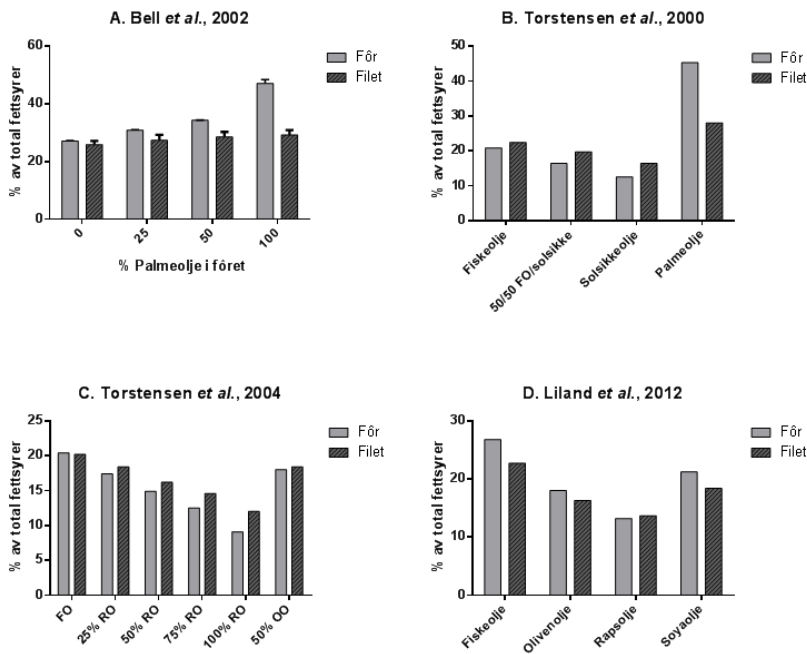 A. Bell et al., 2002
% av total fettsyrer
60
40
20
0
0
25
50
100
% Palmeolje i fôret
Fôr
Filet
B. Torstensen et al., 2000
% av total fettsyrer
50
40
30
20
10
0
Fiskeolje
50/50 FO/solsikke
Solsikkeolje
Palmeolje
Fôr
Filet
C. Torstensen et al., 2004
% av total fettsyrer
25
20
15
10
5
0
FO
25% RO
50% RO
75% RO
100% RO
50% OO
Fôr
Filet
D. Liland et al., 2012
% av total fettsyrer
30
20
10
0
Fiskeolje
Olivenolje
Rapsolje
Soyaolje
Fôr
Filet